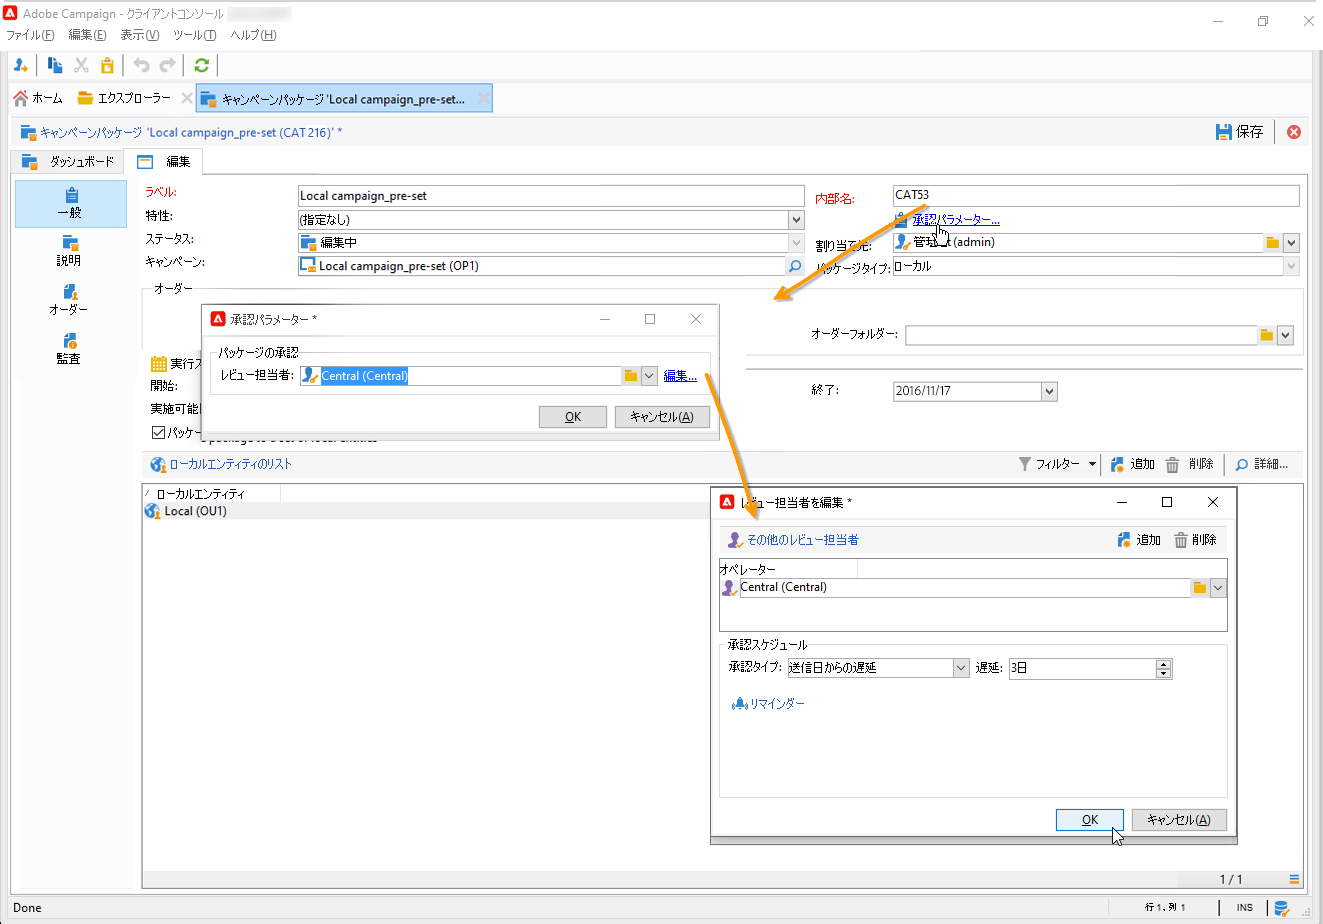 Adobe Campaign - クライアントコンソール
ファイル(F) 編集(E) 表示(V) ツール(T) ヘルプ(H)
ホーム エクスプローラー キャンペーンパッケージ 'Local campaign_pre-set...
キャンペーンパッケージ 'Local campaign_pre-set (CAT216)' * 保存
ダッシュボード 編集
一般
説明
オーダー
監査
ラベル: Local campaign_pre-set 内部名: CAT53
特性: (指定なし) 承認パラメーター...
ステータス: 編集中 割り当て先: (admin)
キャンペーン: Local campaign_pre-set (OP1) パッケージタイプ: ローカル
オーダー
承認パラメーター *
パッケージの承認
レビュー担当者: Central (Central) 編集...
OK キャンセル(A)
オーダーフォルダー:
実行ス
開始: 終了: 2016/11/17
実施可能
パッケー
ローカルエンティティのリスト フィルター 追加 削除 詳細...
ローカルエンティティ
Local (OU1)
レビュー担当者を編集 *
その他のレビュー担当者 追加 削除
オペレーター
Central (Central)
承認スケジュール
承認タイプ: 送信日からの遅延 遅延: 3日
リマインダー
OK キャンセル(A)
1 / 1
Done 行 1、列 1 INS